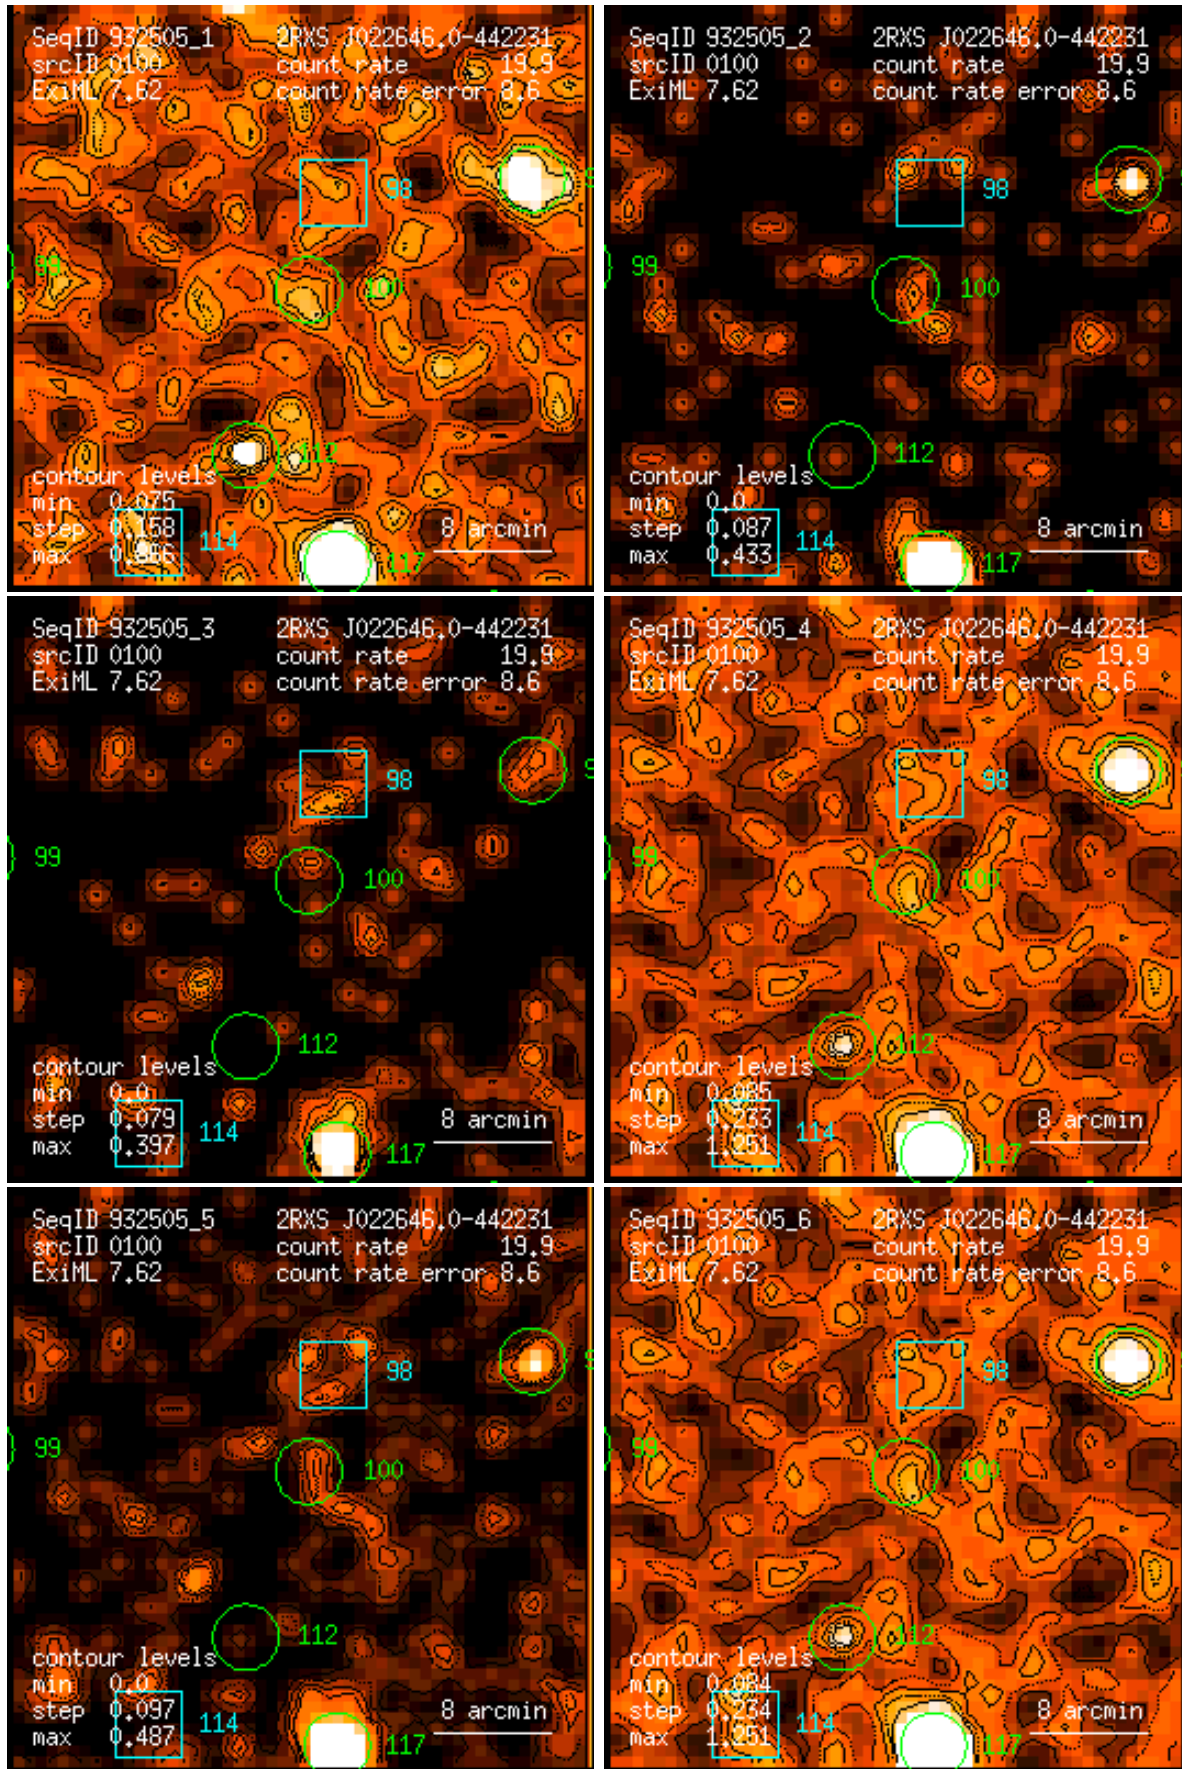 SeqID 932505_1 2RXS J022646.0-442231
srcID 0100 count rate 19.9
ExiML 7.62 count rate error 8.6
98
99
100
112
contour levels
min 0.075
step 0.158
max
114
8 arcmin
117
SeqID 932505_2 2RXS J022646.0-442231
srcID 0100 count rate 19.9
ExiML 7.62 count rate error 8.6
98
99
100
112
contour levels
min 0.0
step 0.087
max 0.433
114
8 arcmin
117
SeqID 932505_3 2RXS J022646.0-442231
srcID 0100 count rate 19.9
ExiML 7.62 count rate error 8.6
98
99
100
112
contour levels
min 0.0
step 0.079
max 0.397
114
8 arcmin
117
SeqID 932505_4 2RXS J022646.0-442231
srcID 0100 count rate 19.9
ExiML 7.62 count rate error 8.6
98
99
100
112
contour levels
min 0.085
step 0.233
max 1.251
114
8 arcmin
117
SeqID 932505_5 2RXS J022646.0-442231
srcID 0100 count rate 19.9
ExiML 7.62 count rate error 8.6
98
99
100
112
contour levels
min 0.0
step 0.097
max 0.487
114
8 arcmin
117
SeqID 932505_6 2RXS J022646.0-442231
srcID 0100 count rate 19.9
ExiML 7.62 count rate error 8.6
98
99
100
112
contour levels
min 0.084
step 0.234
max 1.251
114
8 arcmin
117